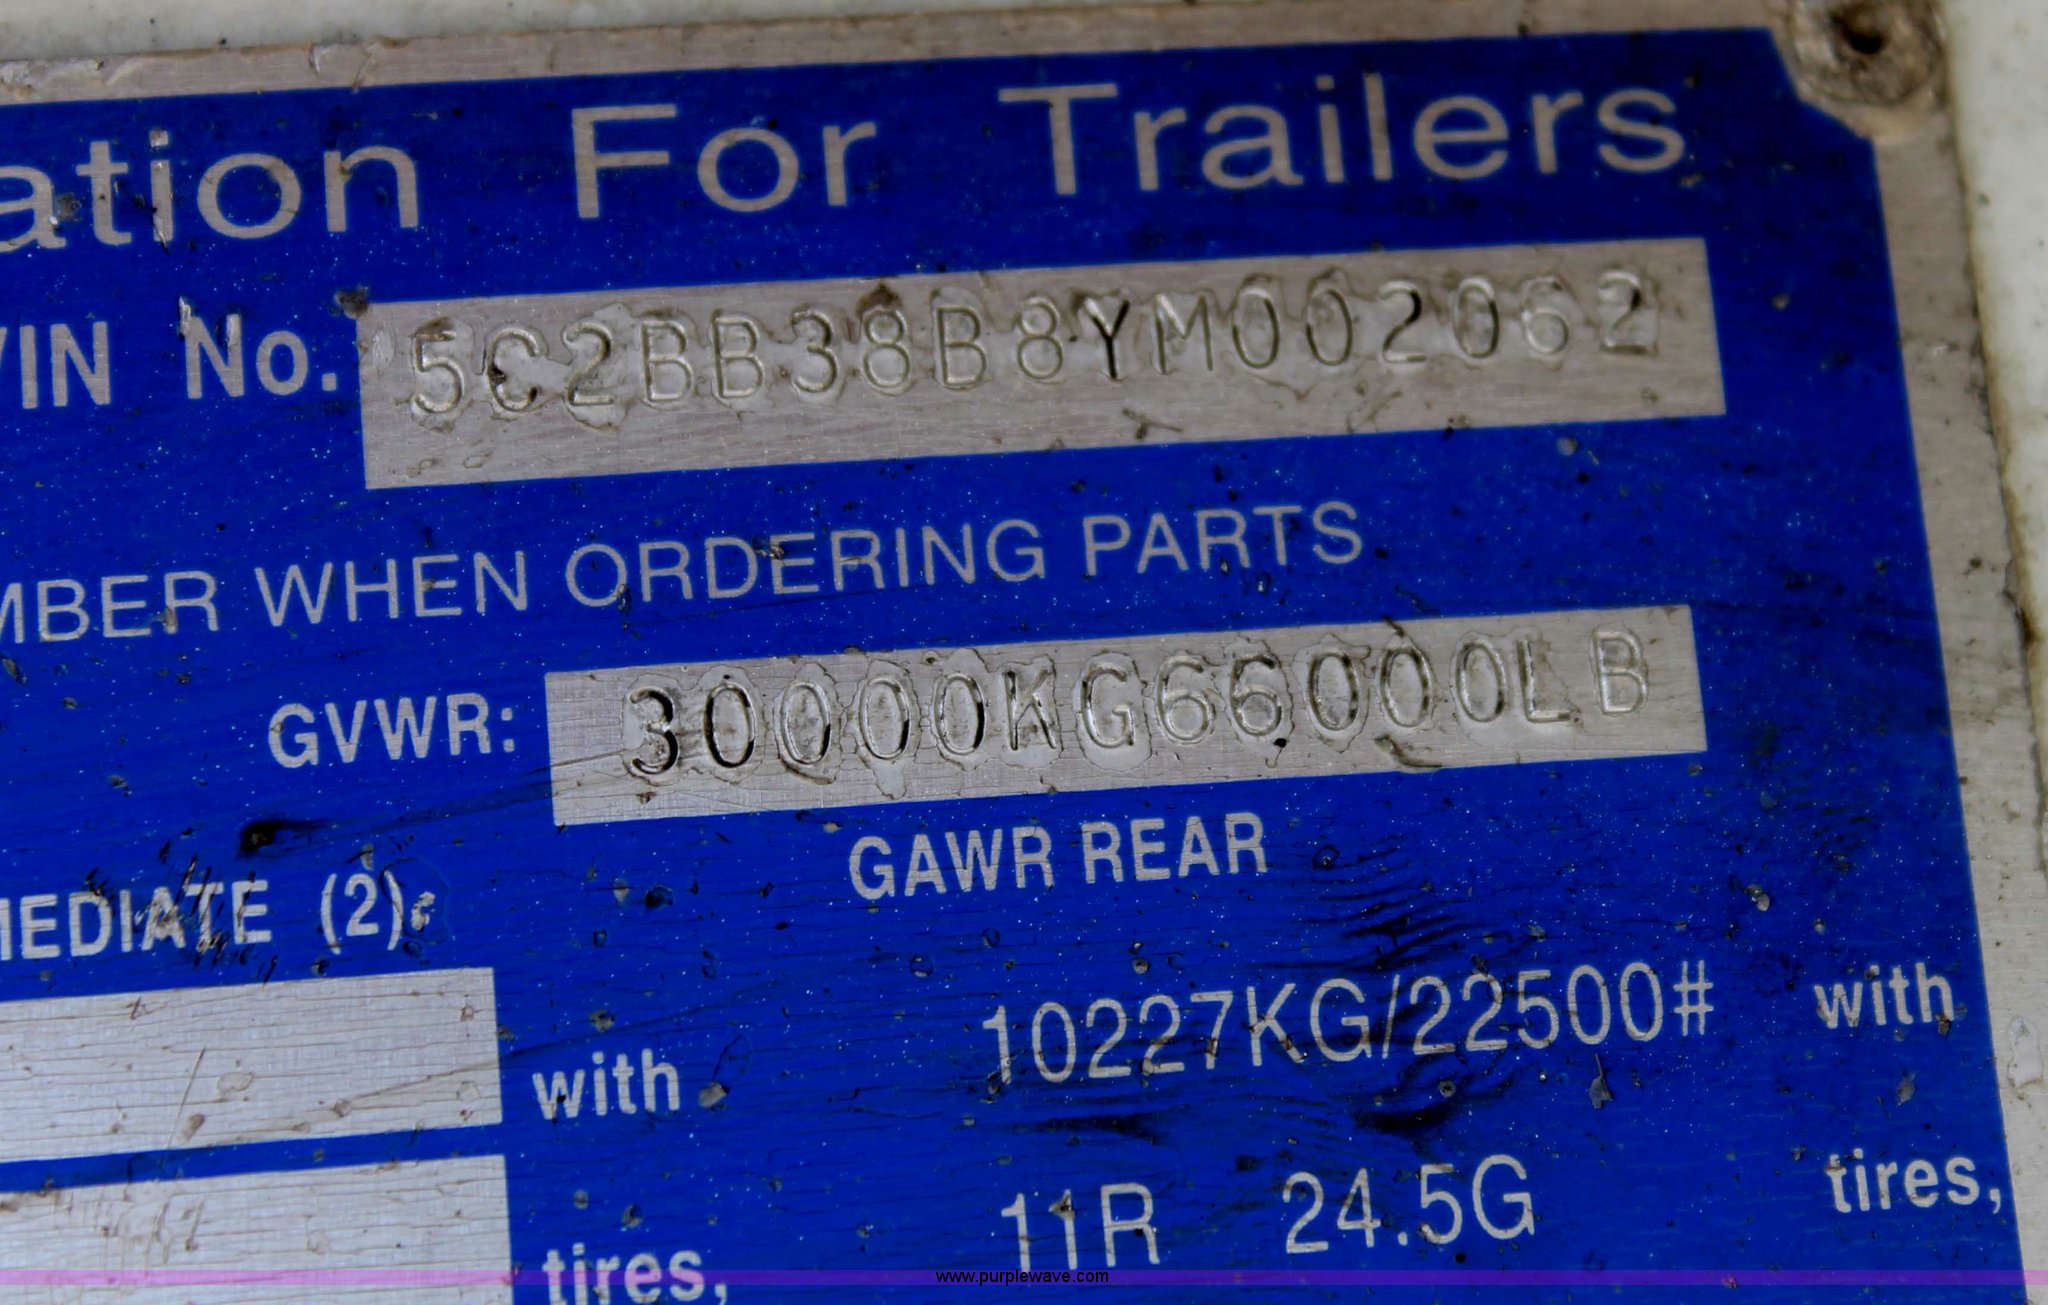 ation For Trailers
VIN No. 5C2BB38B8YM002062
MBER WHEN ORDERING PARTS
GVWR: 30000KG66000LB
MEDIATE (2)
GAWR REAR
with 10227KG/22500# with
tires, 11R 24.5G tires,
www.purplewave.com